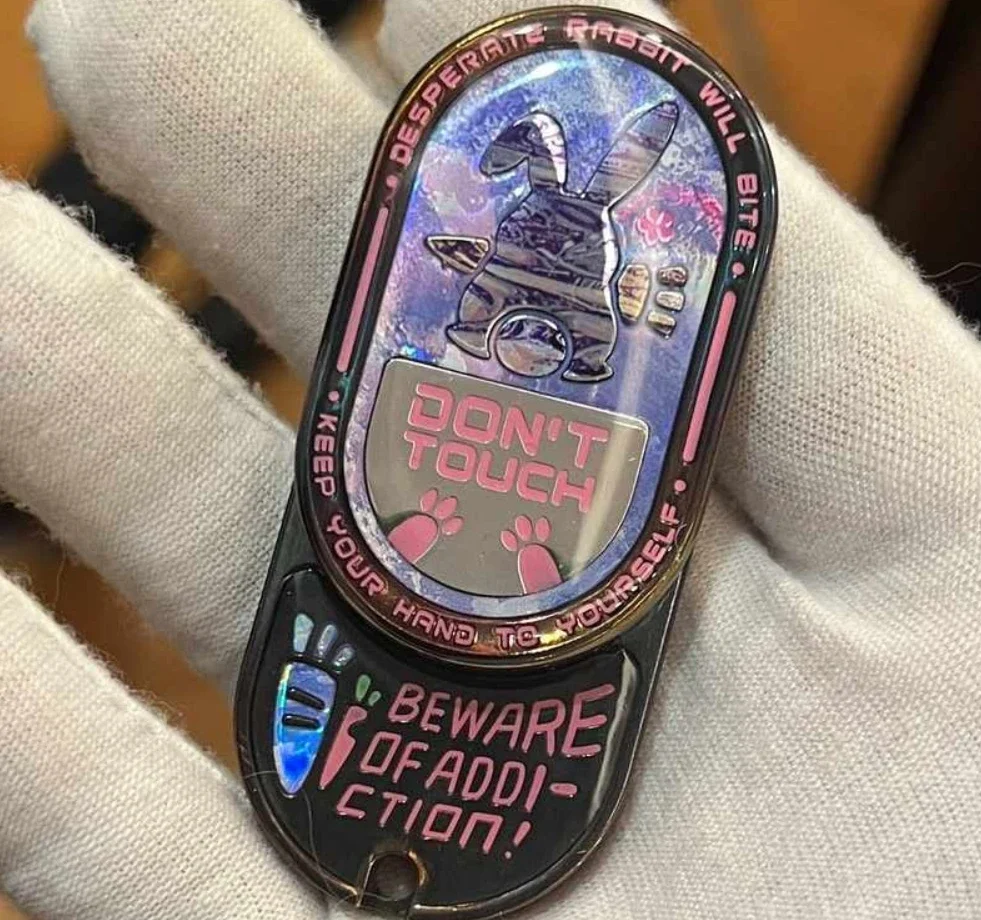 • DESPERATE RABBIT WILL BITE •
DON'T
TOUCH
• KEEP YOUR HAND TO YOURSELF •
BEWARE
OF ADDI-
CTION!